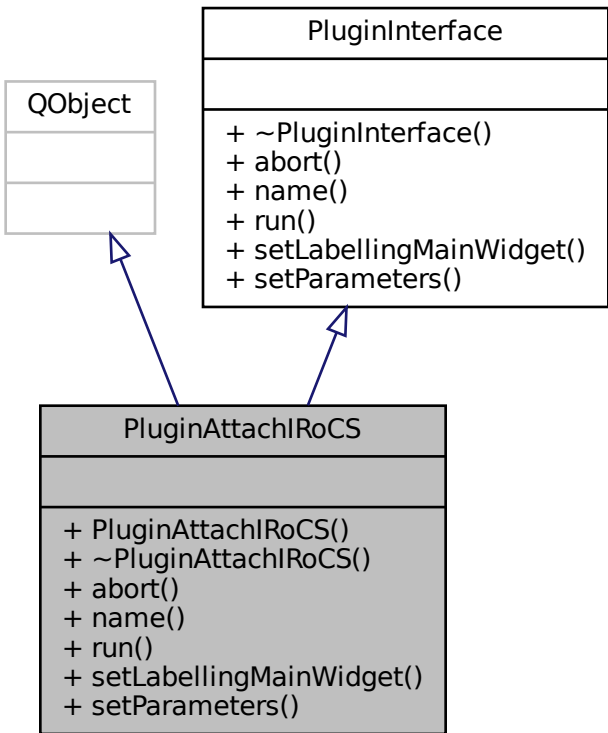 PluginInterface
+ ~PluginInterface()
+ abort()
+ name()
+ run()
+ setLabellingMainWidget()
+ setParameters()
QObject
PluginAttachIRoCS
+ PluginAttachIRoCS()
+ ~PluginAttachIRoCS()
+ abort()
+ name()
+ run()
+ setLabellingMainWidget()
+ setParameters()